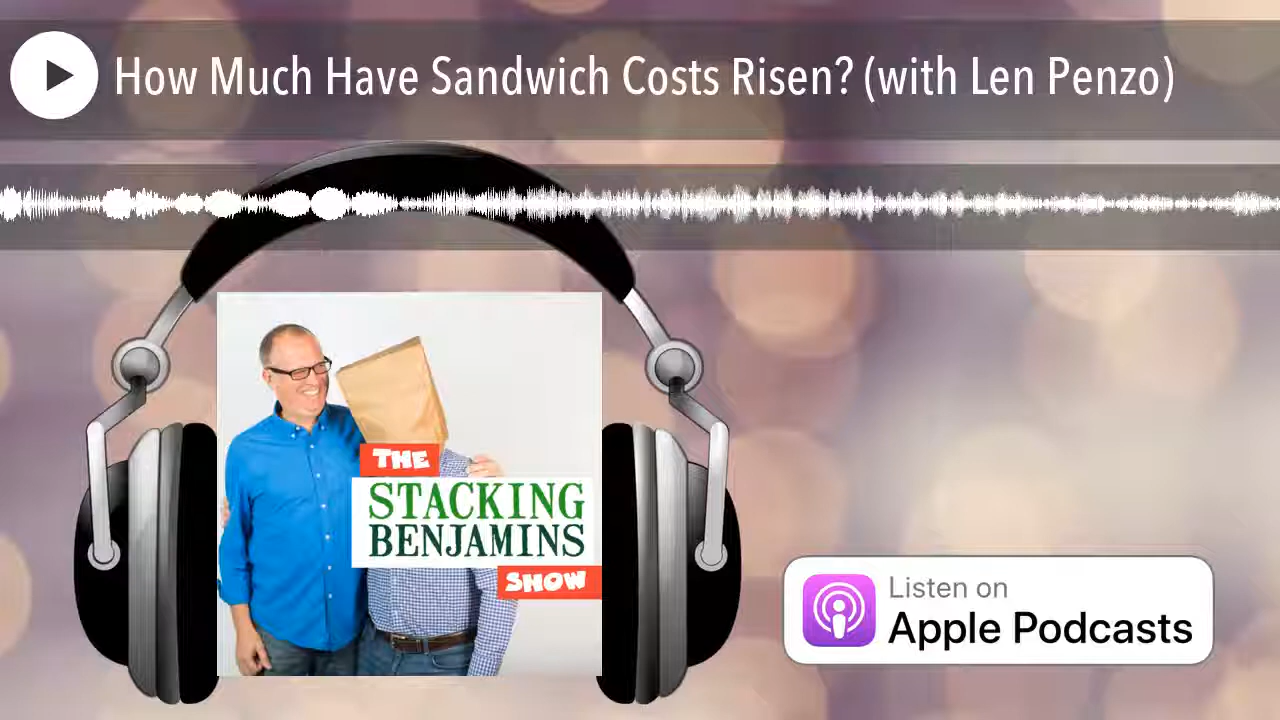 How Much Have Sandwich Costs Risen? (with Len Penzo)
THE
STACKING
BENJAMINS
SHOW
Listen on
Apple Podcasts